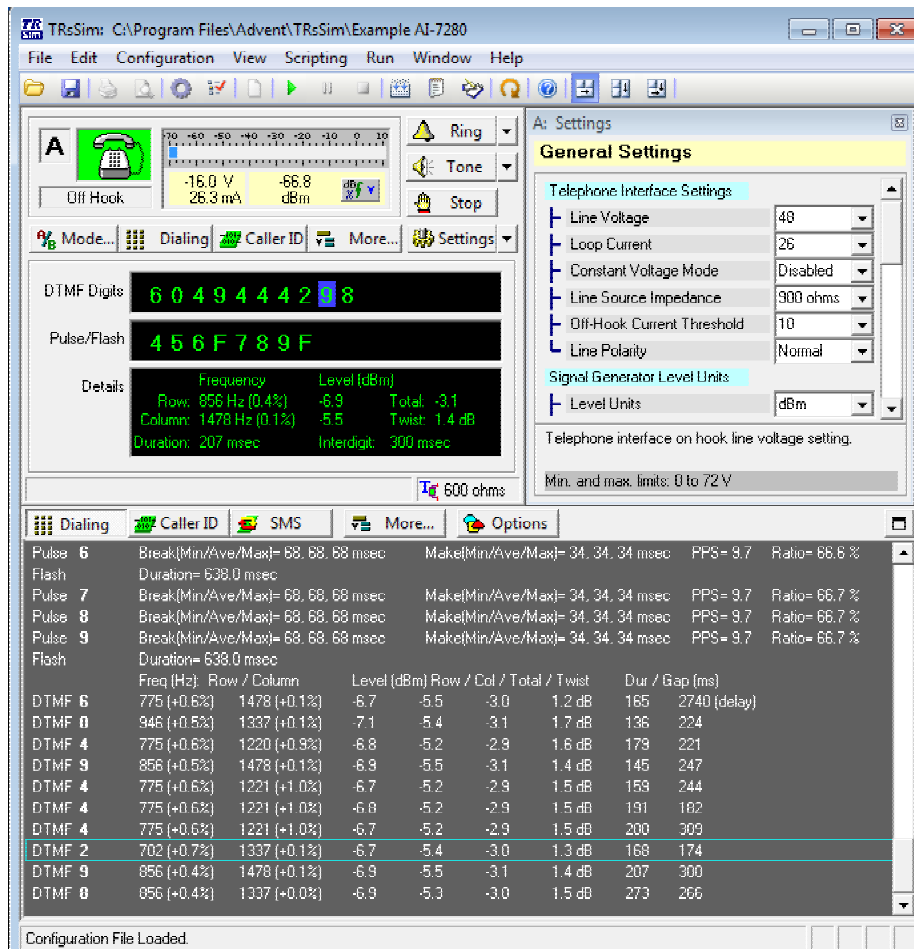 TRsSim: C:\Program Files\Advent\TRsSim\Example AI-7280
File Edit Configuration View Scripting Run Window Help
A
-70 -60 -50 -40 -30 -20 -10 0 10
Off Hook
-16.0 V -66.8
26.3 mA dBm
Ring
Tone
Stop
Mode... Dialing Caller ID More... Settings
DTMF Digits 6 0 4 9 4 4 4 2 9 8
Pulse/Flash 4 5 6 F 7 8 9 F
Details Frequency Level (dBm)
Row: 856 Hz (0.4%) -6.9 Total: -3.1
Column: 1478 Hz (0.1%) -5.5 Twist: 1.4 dB
Duration: 207 msec Interdigit: 300 msec
600 ohms
A: Settings
General Settings
Telephone Interface Settings
Line Voltage 48
Loop Current 26
Constant Voltage Mode Disabled
Line Source Impedance 900 ohms
Off-Hook Current Threshold 10
Line Polarity Normal
Signal Generator Level Units
Level Units dBm
Telephone interface on hook line voltage setting.
Min. and max. limits: 0 to 72 V
Dialing Caller ID SMS More... Options
Pulse 6 Break(Min/Ave/Max)= 68, 68, 68 msec Make(Min/Ave/Max)= 34, 34, 34 msec PPS= 9.7 Ratio= 66.6 %
Flash Duration= 638.0 msec
Pulse 7 Break(Min/Ave/Max)= 68, 68, 68 msec Make(Min/Ave/Max)= 34, 34, 34 msec PPS= 9.7 Ratio= 66.7 %
Pulse 8 Break(Min/Ave/Max)= 68, 68, 68 msec Make(Min/Ave/Max)= 34, 34, 34 msec PPS= 9.7 Ratio= 66.7 %
Pulse 9 Break(Min/Ave/Max)= 68, 68, 68 msec Make(Min/Ave/Max)= 34, 34, 34 msec PPS= 9.7 Ratio= 66.7 %
Flash Duration= 638.0 msec
Freq (Hz): Row / Column Level (dBm) Row / Col / Total / Twist Dur / Gap (ms)
DTMF 6 775 (+0.6%) 1478 (+0.1%) -6.7 -5.5 -3.0 1.2 dB 165 2740 (delay)
DTMF 0 946 (+0.5%) 1337 (+0.1%) -7.1 -5.4 -3.1 1.7 dB 136 224
DTMF 4 775 (+0.6%) 1220 (+0.9%) -6.8 -5.2 -2.9 1.6 dB 179 221
DTMF 9 856 (+0.5%) 1478 (+0.1%) -6.9 -5.5 -3.1 1.4 dB 145 247
DTMF 4 775 (+0.6%) 1221 (+1.0%) -6.7 -5.2 -2.9 1.5 dB 159 244
DTMF 4 775 (+0.6%) 1221 (+1.0%) -6.8 -5.2 -2.9 1.5 dB 191 182
DTMF 4 775 (+0.6%) 1221 (+1.0%) -6.7 -5.2 -2.9 1.5 dB 200 309
DTMF 2 702 (+0.7%) 1337 (+0.1%) -6.7 -5.4 -3.0 1.3 dB 168 174
DTMF 9 856 (+0.4%) 1478 (+0.1%) -6.9 -5.5 -3.1 1.4 dB 207 300
DTMF 8 856 (+0.4%) 1337 (+0.0%) -6.9 -5.3 -3.0 1.5 dB 273 266
Configuration File Loaded.